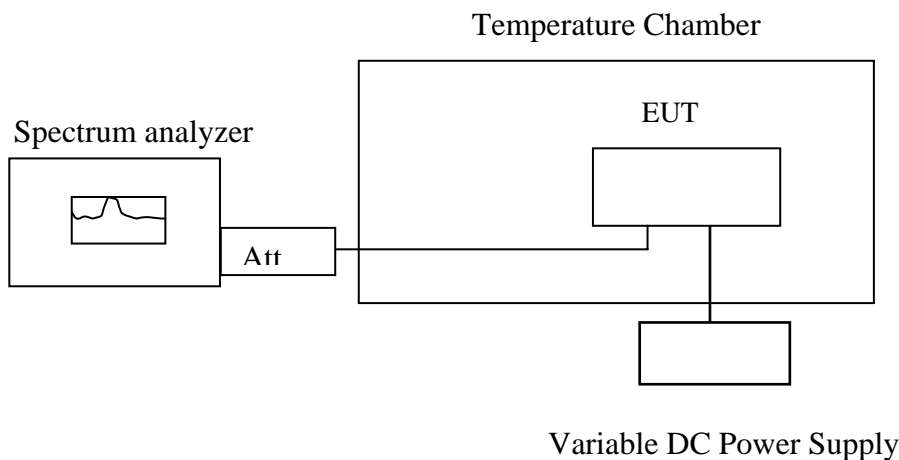 Temperature Chamber
EUT
Spectrum analyzer
Att
Variable DC Power Supply